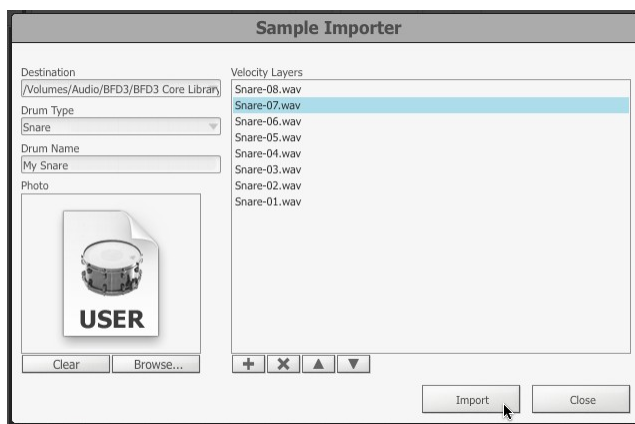 Sample Importer
Destination
/Volumes/Audio/BFD3/BFD3 Core Library
Drum Type
Snare
Drum Name
My Snare
Photo
USER
Clear
Browse...
Velocity Layers
Snare-08.wav
Snare-07.wav
Snare-06.wav
Snare-05.wav
Snare-04.wav
Snare-03.wav
Snare-02.wav
Snare-01.wav
Import
Close